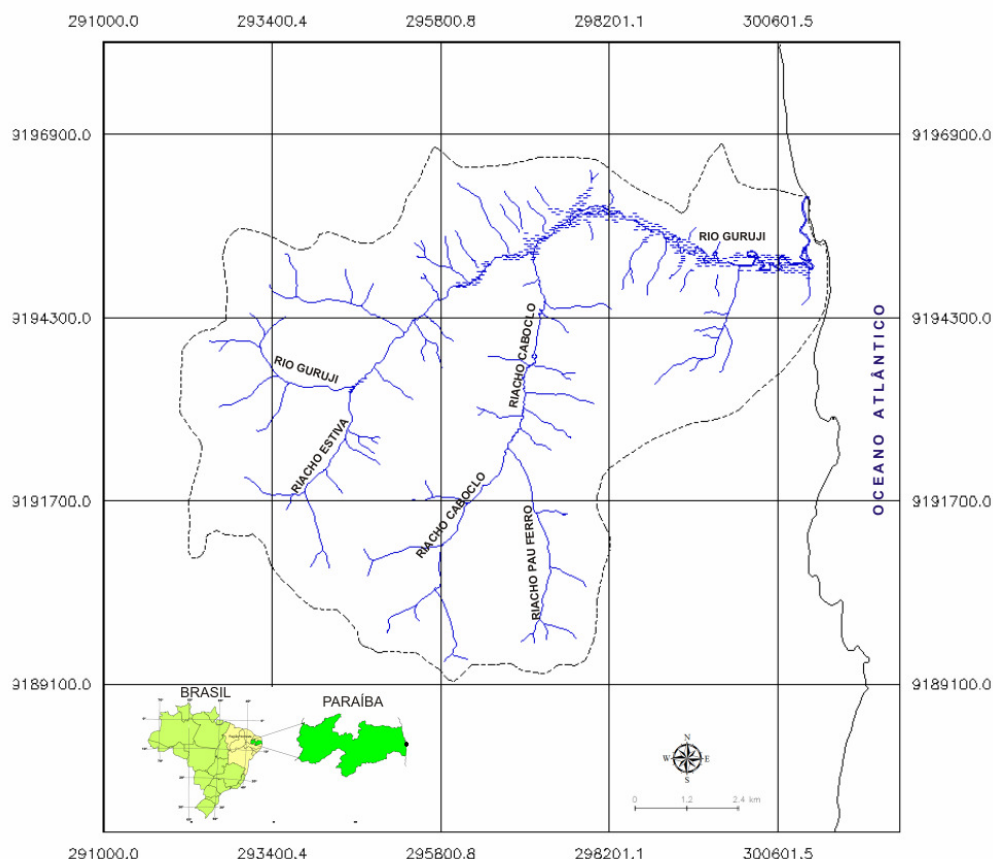 291000.0 293400.4 295800.8 298201.1 300601.5
9196900.0 9196900.0
RIO GURUJI
9194300.0 9194300.0
RIACHO CABOCLO
RIO GURUJI
OCEANO ATLÂNTICO
RIACHO ESTIVA
9191700.0 9191700.0
RIACHO CABOCLO
RIACHO PAU FERRO
9189100.0 9189100.0
BRASIL PARAÍBA
N
W E
S
0 1.2 2.4 km
291000.0 293400.4 295800.8 298201.1 300601.5